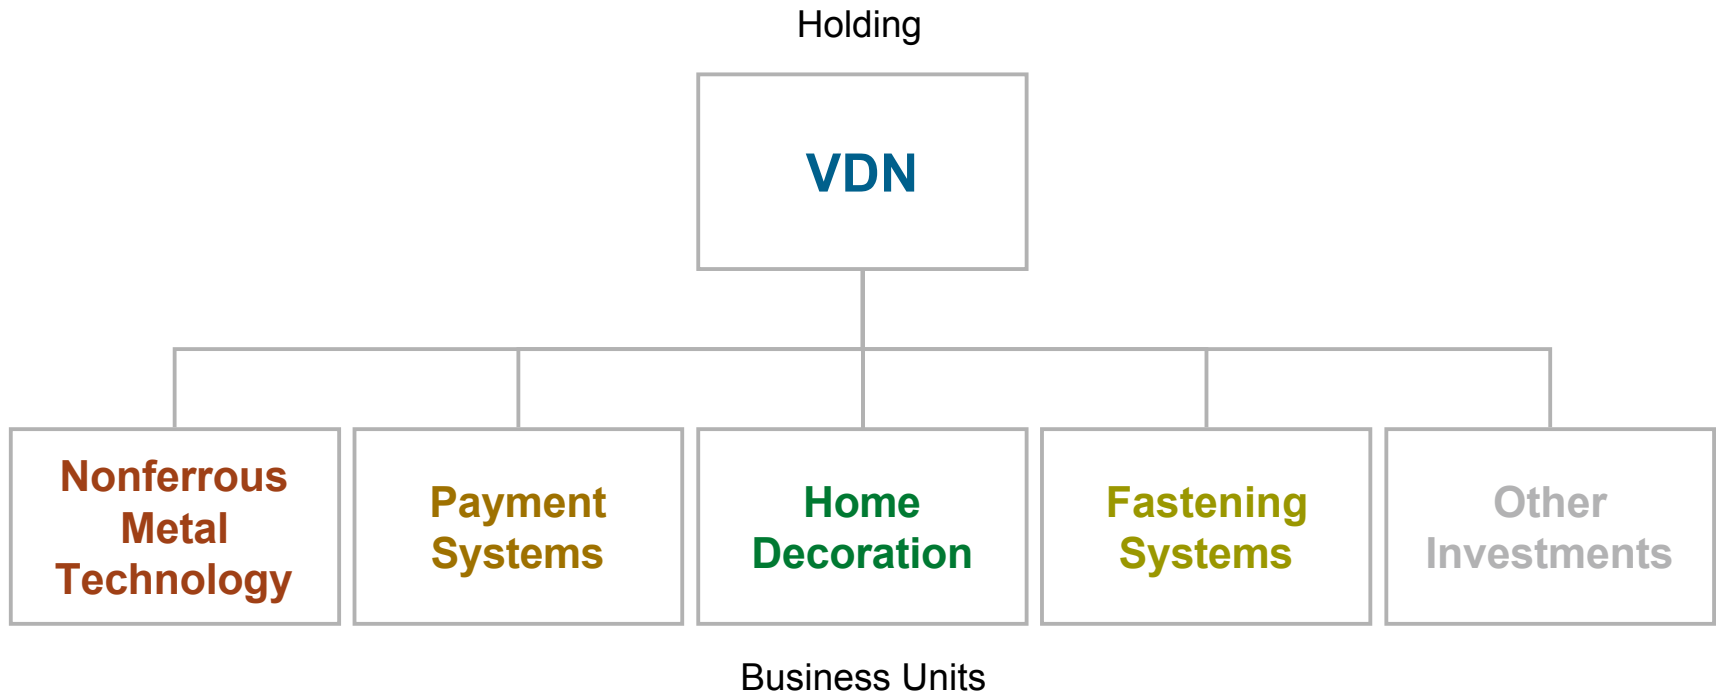 Holding
VDN
Nonferrous
Metal
Technology
Payment
Systems
Home
Decoration
Fastening
Systems
Other
Investments
Business Units